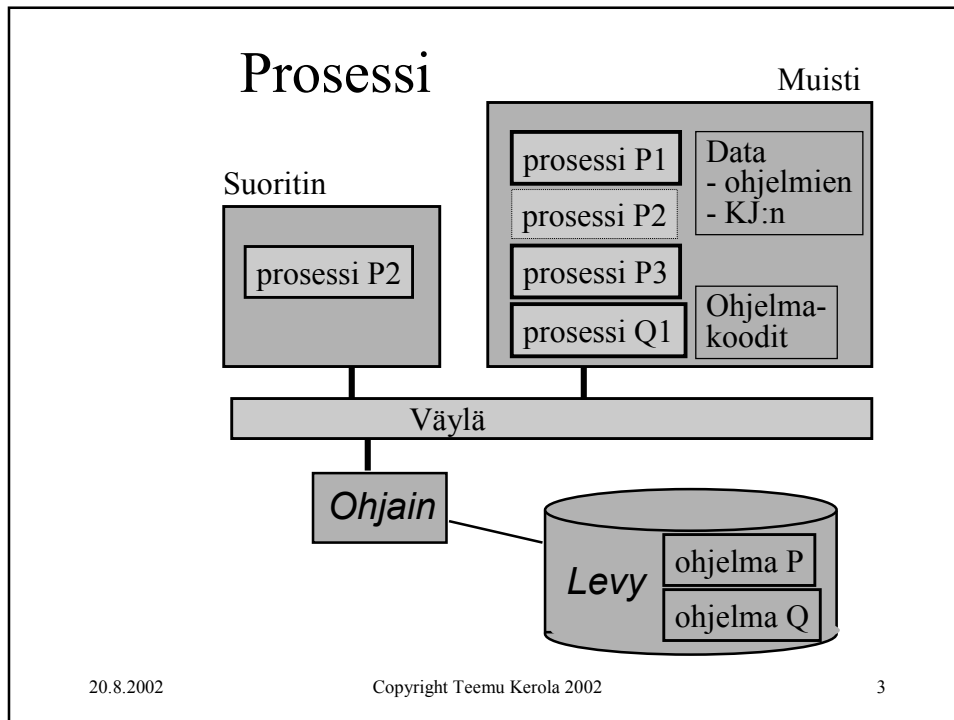 Prosessi
Muisti
Suoritin
prosessi P2
prosessi P1
prosessi P2
prosessi P3
prosessi Q1
Data
- ohjelmien
- KJ:n
Ohjelma-
koodit
Väylä
Ohjain
Levy
ohjelma P
ohjelma Q
20.8.2002
Copyright Teemu Kerola 2002
3